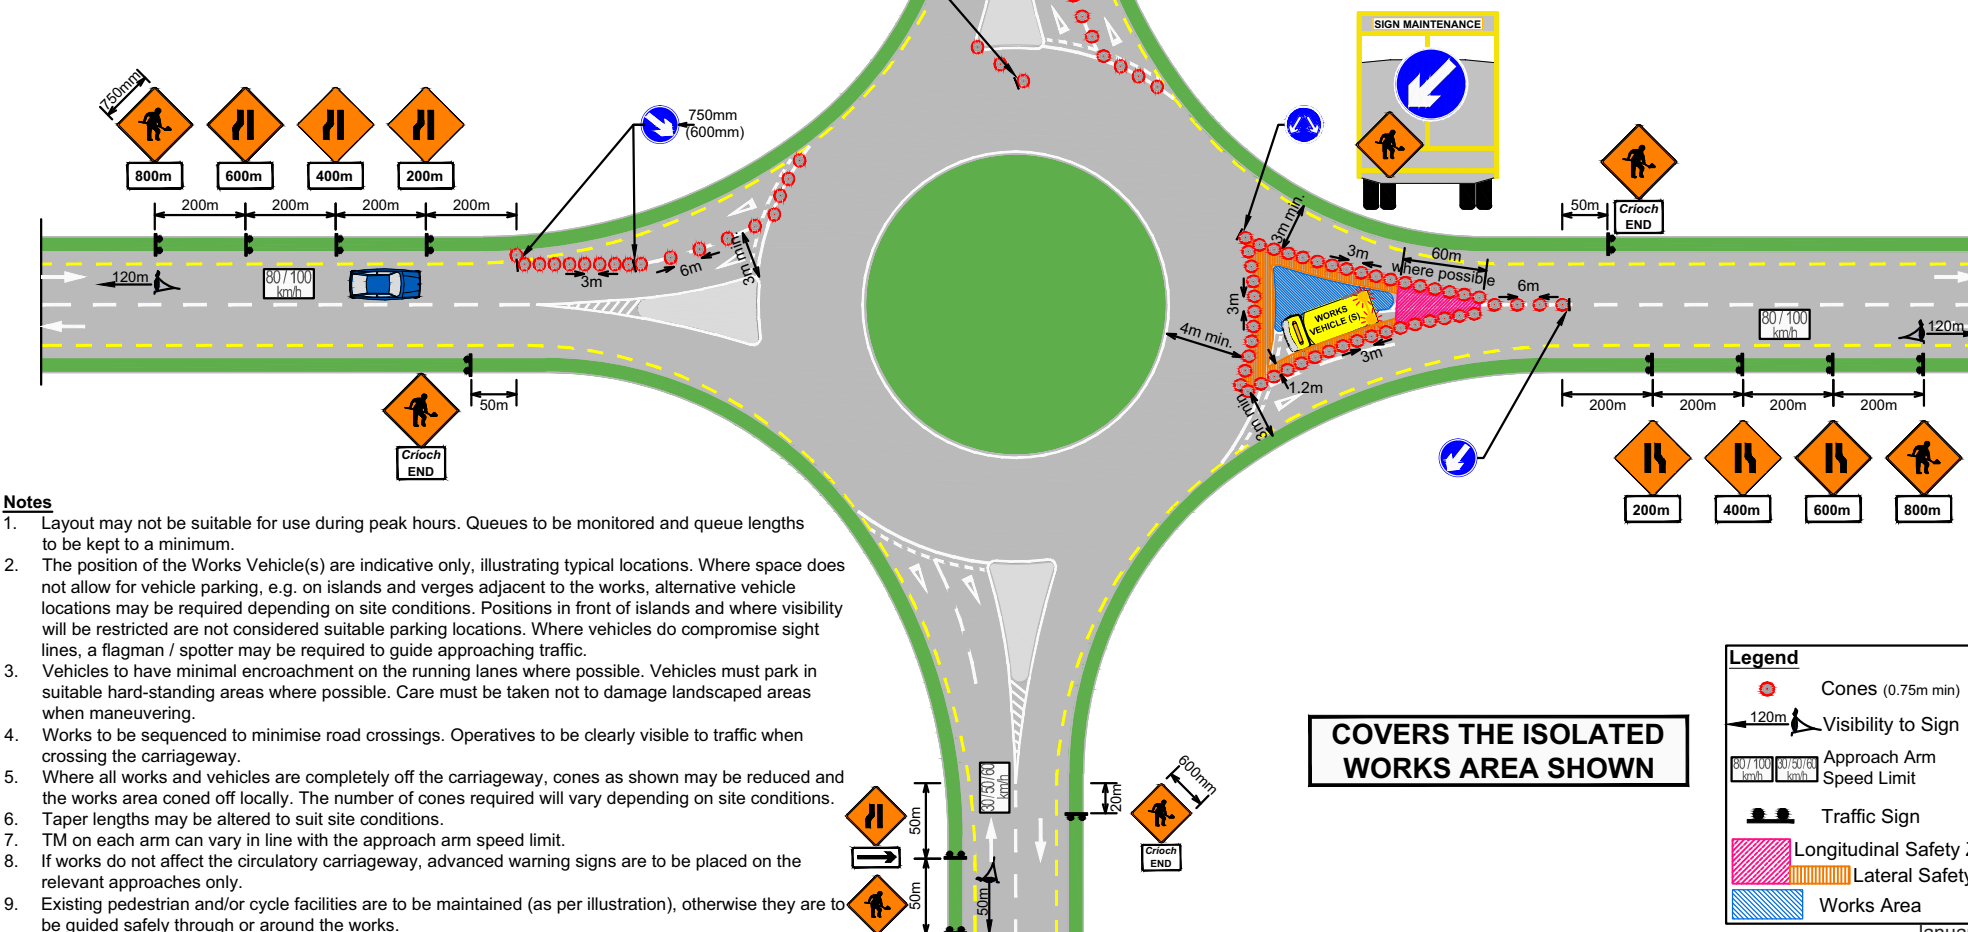 SIGN MAINTENANCE
750mm
800m
600m
400m
200m
200m
200m
200m
200m
750mm
(600mm)
120m
80 / 100
km/h
3m
6m
3m min.
50m
Críoch
END
3m min.
3m
60m
where possible
6m
3m
WORKS
VEHICLE (S)
4m min.
3m
1.2m
3m min
50m
Críoch
END
80 / 100
km/h
120m
200m
200m
200m
200m
200m
400m
600m
800m
Notes
1. Layout may not be suitable for use during peak hours. Queues to be monitored and queue lengths
to be kept to a minimum.
2. The position of the Works Vehicle(s) are indicative only, illustrating typical locations. Where space does
not allow for vehicle parking, e.g. on islands and verges adjacent to the works, alternative vehicle
locations may be required depending on site conditions. Positions in front of islands and where visibility
will be restricted are not considered suitable parking locations. Where vehicles do compromise sight
lines, a flagman / spotter may be required to guide approaching traffic.
3. Vehicles to have minimal encroachment on the running lanes where possible. Vehicles must park in
suitable hard-standing areas where possible. Care must be taken not to damage landscaped areas
when maneuvering.
4. Works to be sequenced to minimise road crossings. Operatives to be clearly visible to traffic when
crossing the carriageway.
5. Where all works and vehicles are completely off the carriageway, cones as shown may be reduced and
the works area coned off locally. The number of cones required will vary depending on site conditions.
6. Taper lengths may be altered to suit site conditions.
7. TM on each arm can vary in line with the approach arm speed limit.
8. If works do not affect the circulatory carriageway, advanced warning signs are to be placed on the
relevant approaches only.
9. Existing pedestrian and/or cycle facilities are to be maintained (as per illustration), otherwise they are to
be guided safely through or around the works.
50m
50m
30/50/60
km/h
50m
20m
600mm
Críoch
END
COVERS THE ISOLATED
WORKS AREA SHOWN
Legend
Cones (0.75m min)
120m
Visibility to Sign
80 / 100
km/h
30/50/60
km/h
Approach Arm
Speed Limit
Traffic Sign
Longitudinal Safety
Lateral Safety
Works Area